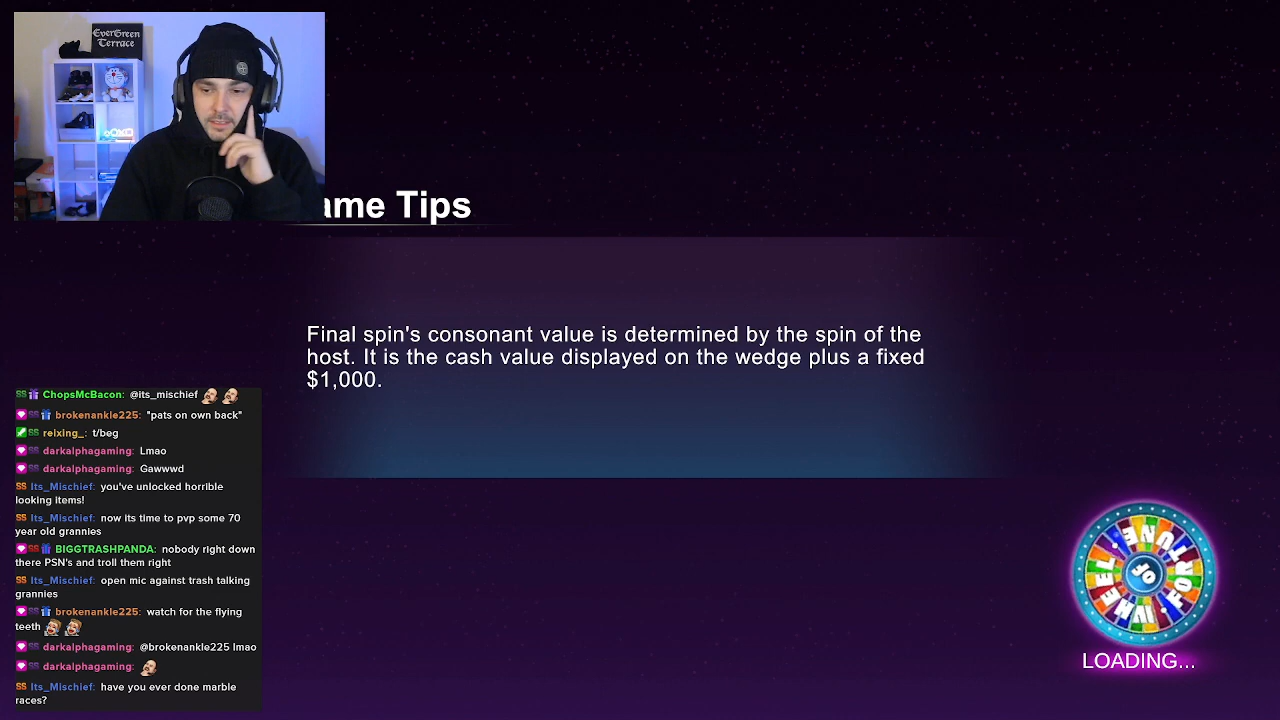 EverGreen
Terrace
ame Tips
Final spin's consonant value is determined by the spin of the
host. It is the cash value displayed on the wedge plus a fixed
$1,000.
ChopsMcBacon: @its_mischief
brokenankle225: "pats on own back"
relxing_: t/beg
darkalphagaming: Lmao
darkalphagaming: Gawwwd
Its_Mischief: you've unlocked horrible
looking items!
Its_Mischief: now its time to pvp some 70
year old grannies
BIGGTRASHPANDA: nobody right down
there PSN's and troll them right
Its_Mischief: open mic against trash talking
grannies
brokenankle225: watch for the flying
teeth
darkalphagaming: @brokenankle225 lmao
darkalphagaming:
Its_Mischief: have you ever done marble
races?
WHEEL OF FORTUNE
LOADING...